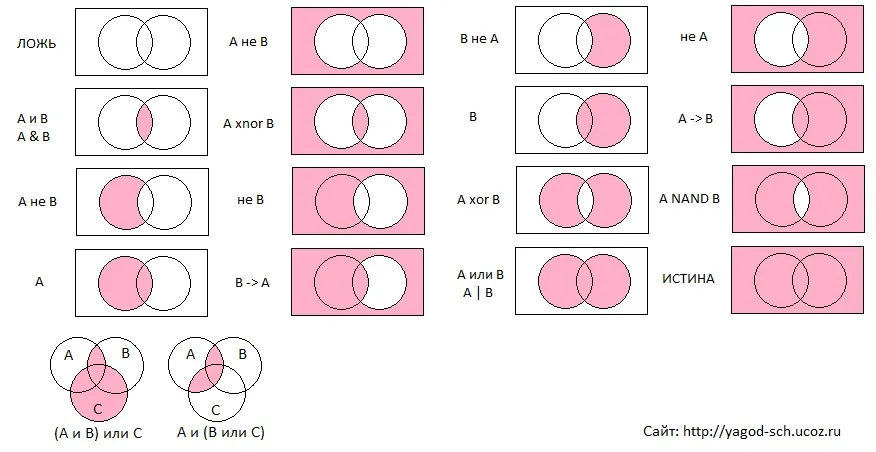 ЛОЖЬ
А не В
В не А
не А
А и В
А & В
А xnor В
В
А -> В
А не В
не В
А xor В
А NAND В
А
В -> А
А или В
А | В
ИСТИНА
А
В
С
А
В
С
(А и В) или С
А и (В или С)
Сайт: http://yagod-sch.ucoz.ru